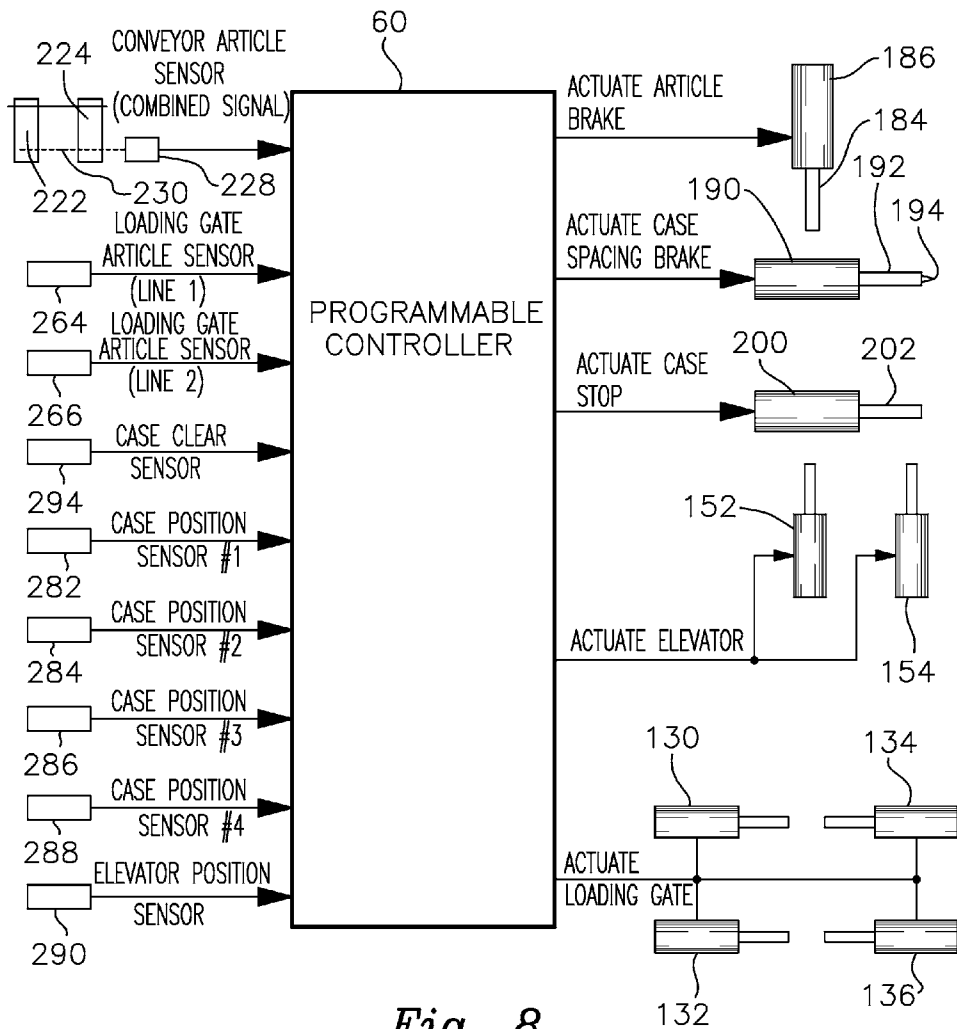 60
CONVEYOR ARTICLE
SENSOR
(COMBINED SIGNAL)
224
222
230
228
LOADING GATE
ARTICLE SENSOR
(LINE 1)
264
LOADING GATE
ARTICLE SENSOR
(LINE 2)
266
CASE CLEAR
SENSOR
294
CASE POSITION
SENSOR #1
282
CASE POSITION
SENSOR #2
284
CASE POSITION
SENSOR #3
286
CASE POSITION
SENSOR #4
288
ELEVATOR POSITION
SENSOR
290
PROGRAMMABLE
CONTROLLER
ACTUATE ARTICLE
BRAKE
186
184
ACTUATE CASE
SPACING BRAKE
190
192
194
ACTUATE CASE
STOP
200
202
152
154
ACTUATE ELEVATOR
130
134
ACTUATE
LOADING GATE
132
136
Fig. 8